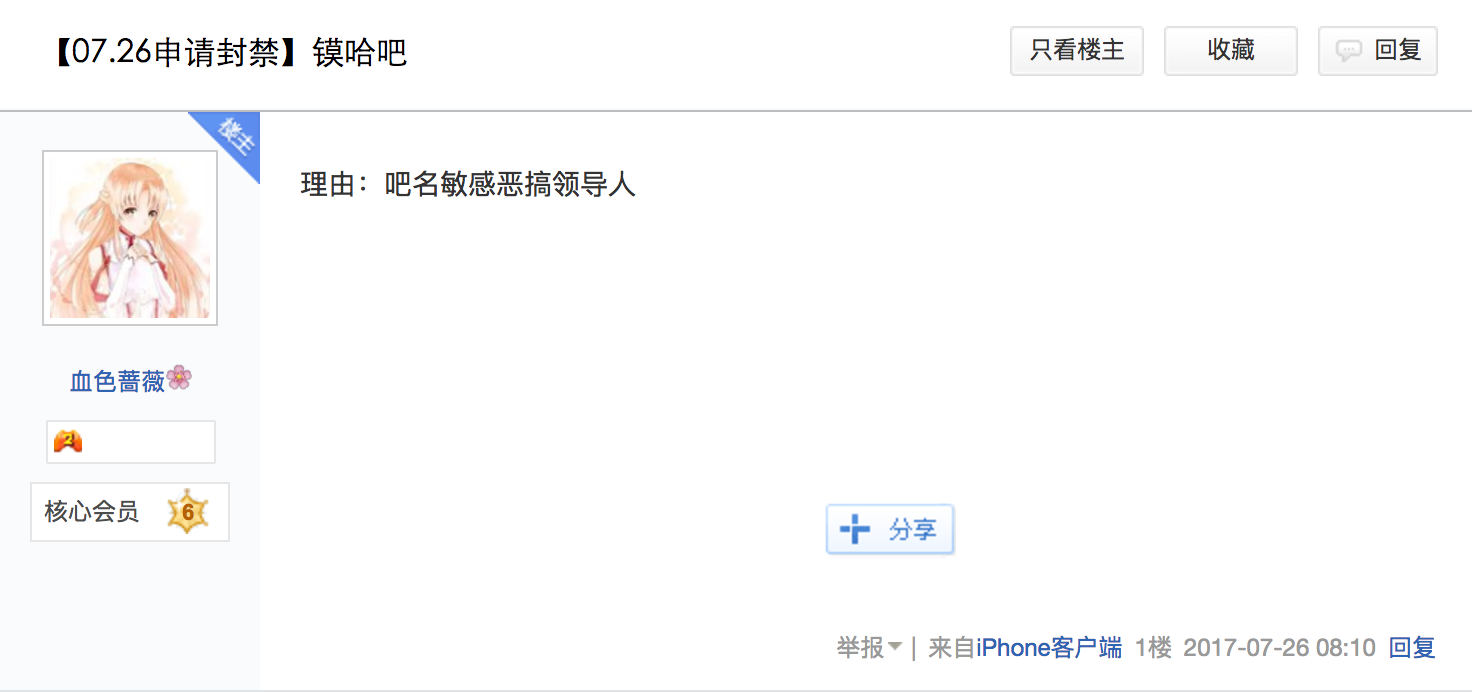 【07.26申请封禁】镆哈吧
只看楼主
收藏
回复
楼主
理由：吧名敏感恶搞领导人
血色蔷薇🌸
2
核心会员 6
分享
举报 | 来自iPhone客户端 1楼 2017-07-26 08:10 回复